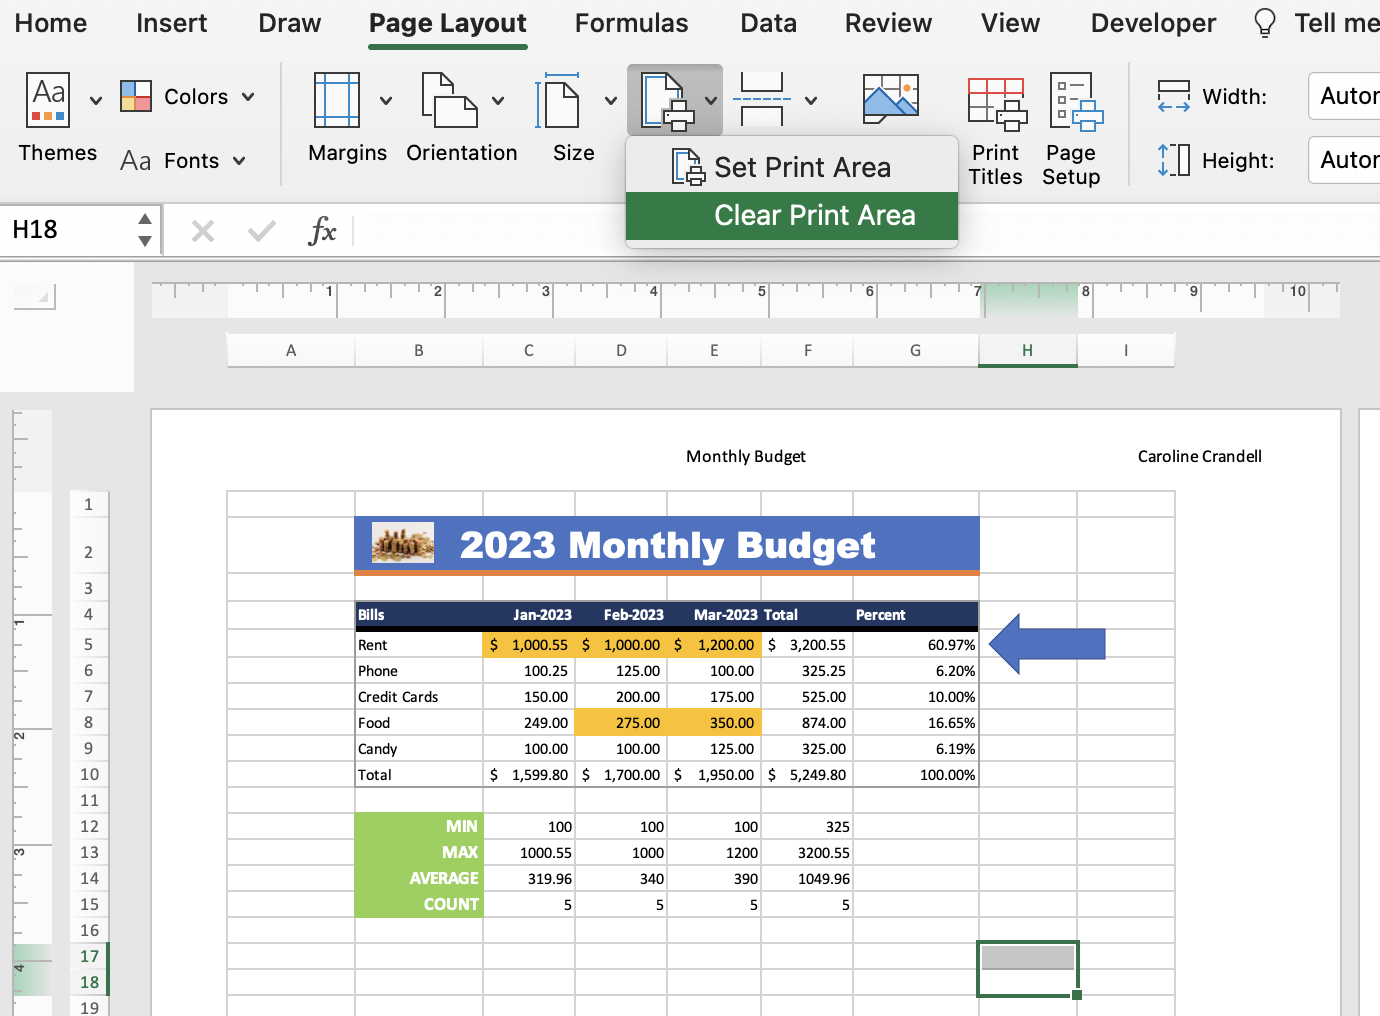 Home Insert Draw Page Layout Formulas Data Review View Developer Tell me
Aa Colors Width: Autor
Themes Aa Fonts Margins Orientation Size Print Titles Page Setup Height: Autor
Set Print Area
Clear Print Area
H18 fx
1 2 3 4 5 6 7 8 9 10
A B C D E F G H I
Monthly Budget Caroline Crandell
1
2 2023 Monthly Budget
3
4 Bills Jan-2023 Feb-2023 Mar-2023 Total Percent
5 Rent $ 1,000.55 $ 1,000.00 $ 1,200.00 $ 3,200.55 60.97%
6 Phone 100.25 125.00 100.00 325.25 6.20%
7 Credit Cards 150.00 200.00 175.00 525.00 10.00%
8 Food 249.00 275.00 350.00 874.00 16.65%
9 Candy 100.00 100.00 125.00 325.00 6.19%
10 Total $ 1,599.80 $ 1,700.00 $ 1,950.00 $ 5,249.80 100.00%
11
12 MIN 100 100 100 325
13 MAX 1000.55 1000 1200 3200.55
14 AVERAGE 319.96 340 390 1049.96
15 COUNT 5 5 5 5
16
17
18
19
1
2
3
4